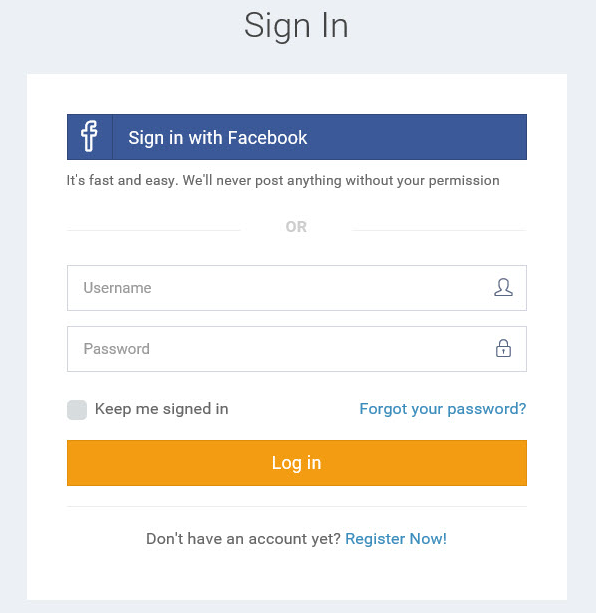 Sign In
Sign in with Facebook
It's fast and easy. We'll never post anything without your permission
OR
Username
Password
Keep me signed in Forgot your password?
Log in
Don't have an account yet? Register Now!